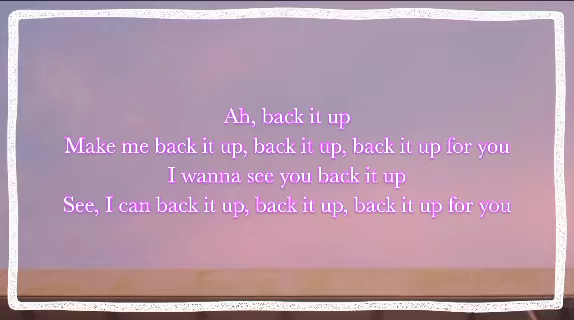 Ah, back it up
Make me back it up, back it up, back it up for you
I wanna see you back it up
See, I can back it up, back it up, back it up for you